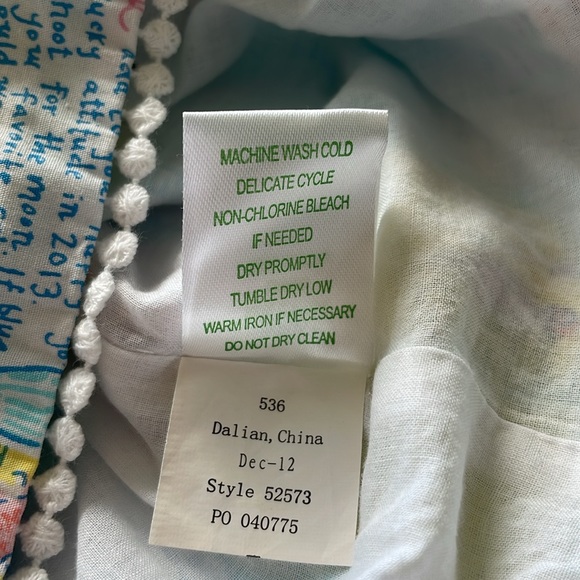 attitude in 2013.
hoot for the moon. If
your favorite
MACHINE WASH COLD
DELICATE CYCLE
NON-CHLORINE BLEACH
IF NEEDED
DRY PROMPTLY
TUMBLE DRY LOW
WARM IRON IF NECESSARY
DO NOT DRY CLEAN
536
Dalian, China
Dec-12
Style 52573
PO 040775